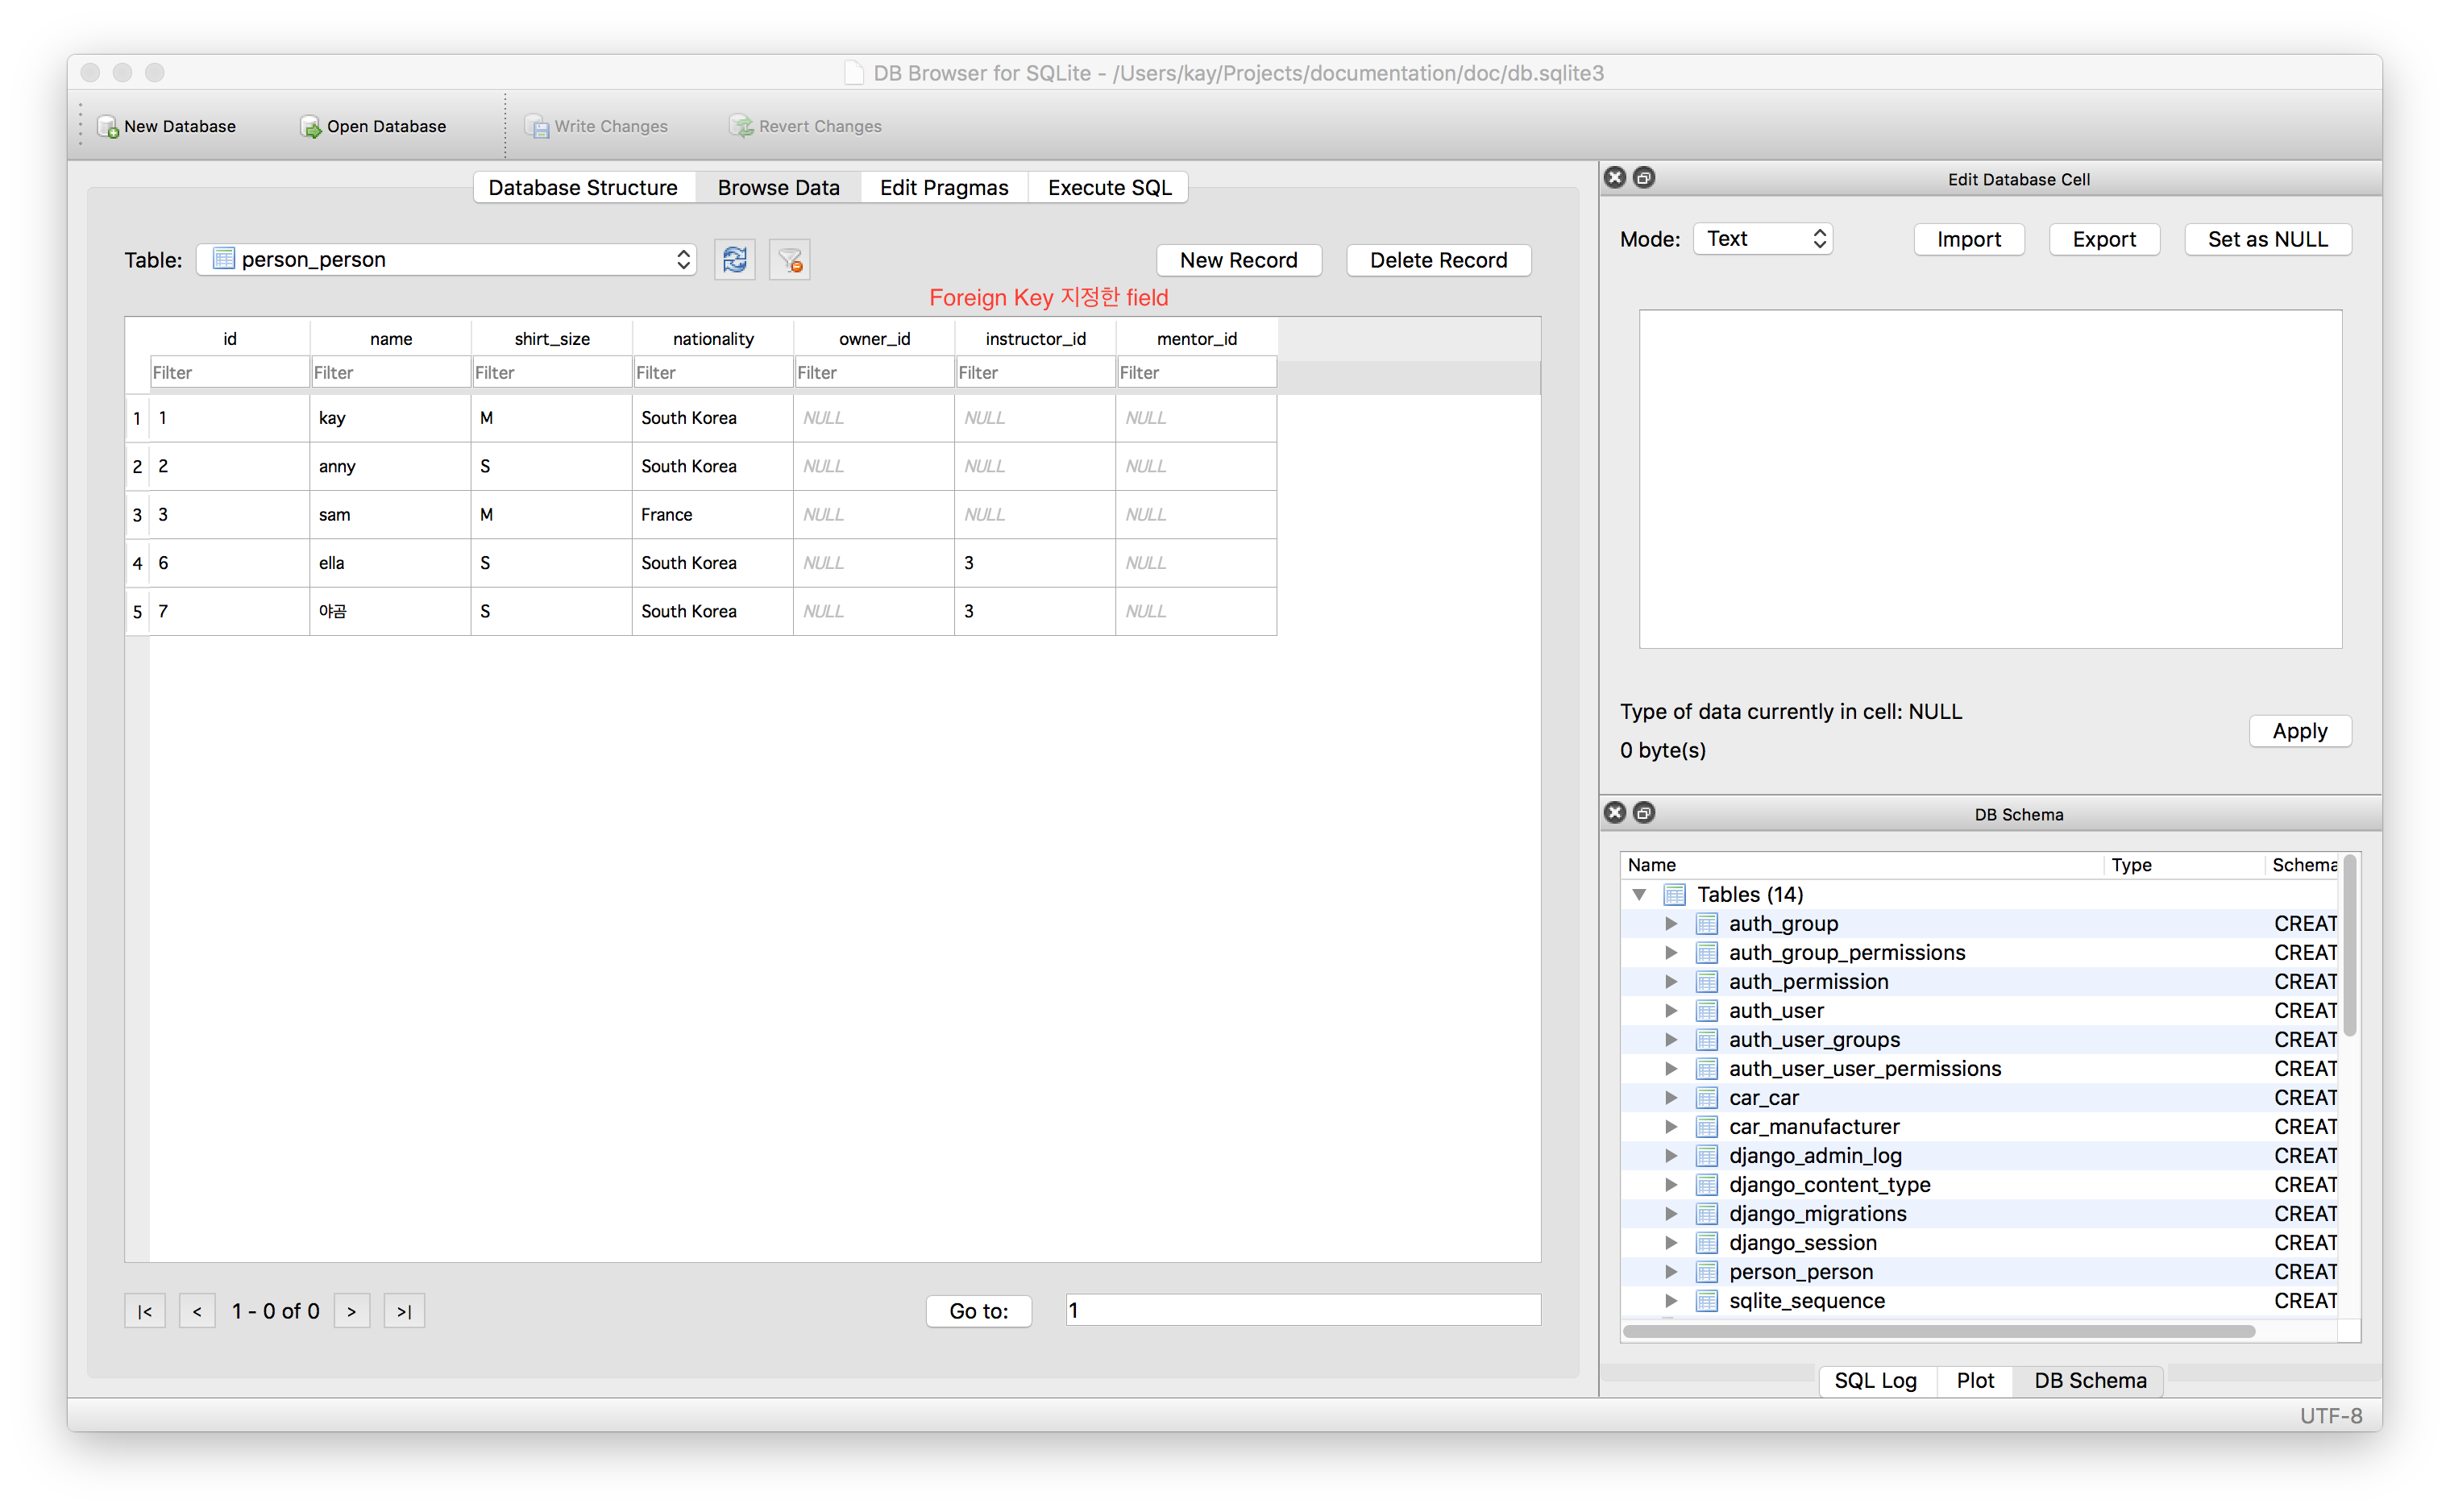 DB Browser for SQLite - /Users/kay/Projects/documentation/doc/db.sqlite3
New Database Open Database Write Changes Revert Changes
Database Structure Browse Data Edit Pragmas Execute SQL
Table: person_person New Record Delete Record
Foreign Key 지정한 field
id name shirt_size nationality owner_id instructor_id mentor_id
Filter Filter Filter Filter Filter Filter Filter
1 1 kay M South Korea NULL NULL NULL
2 2 anny S South Korea NULL NULL NULL
3 3 sam M France NULL NULL NULL
4 6 ella S South Korea NULL 3 NULL
5 7 야곰 S South Korea NULL 3 NULL
|< < 1 - 0 of 0 > >| Go to: 1
Edit Database Cell
Mode: Text Import Export Set as NULL
Type of data currently in cell: NULL
0 byte(s)
Apply
DB Schema
Name Type Schema
Tables (14)
auth_group CREAT
auth_group_permissions CREAT
auth_permission CREAT
auth_user CREAT
auth_user_groups CREAT
auth_user_user_permissions CREAT
car_car CREAT
car_manufacturer CREAT
django_admin_log CREAT
django_content_type CREAT
django_migrations CREAT
django_session CREAT
person_person CREAT
sqlite_sequence CREAT
SQL Log Plot DB Schema
UTF-8